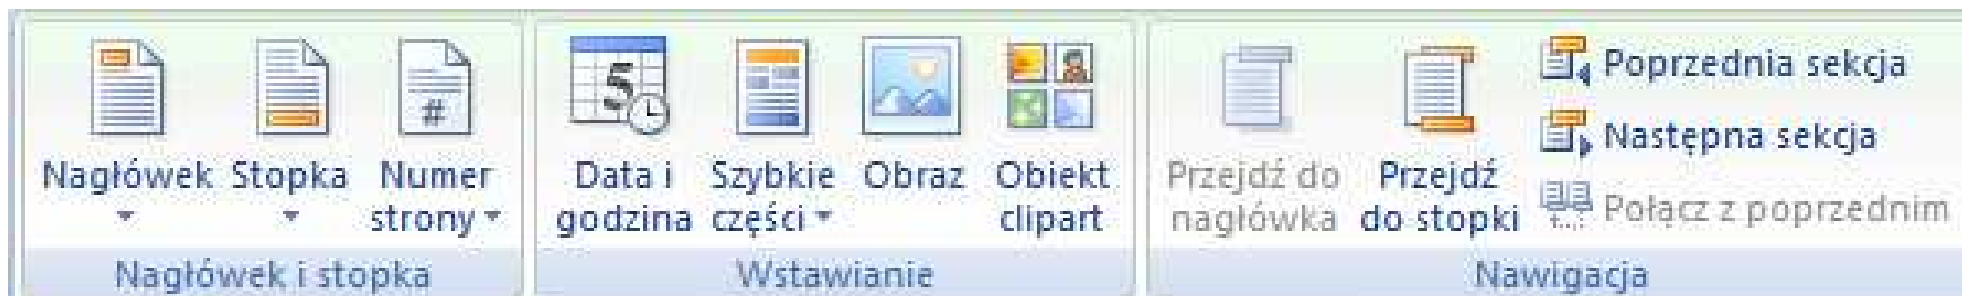 Nagłówek
Stopka
Numer
strony
#
Nagłówek i stopka
5
Data i
godzina
Szybkie
części
Obraz
Obiekt
clipart
Wstawianie
Przejdź do
nagłówka
Przejdź
do stopki
Poprzednia sekcja
Następna sekcja
Połącz z poprzednim
Nawigacja